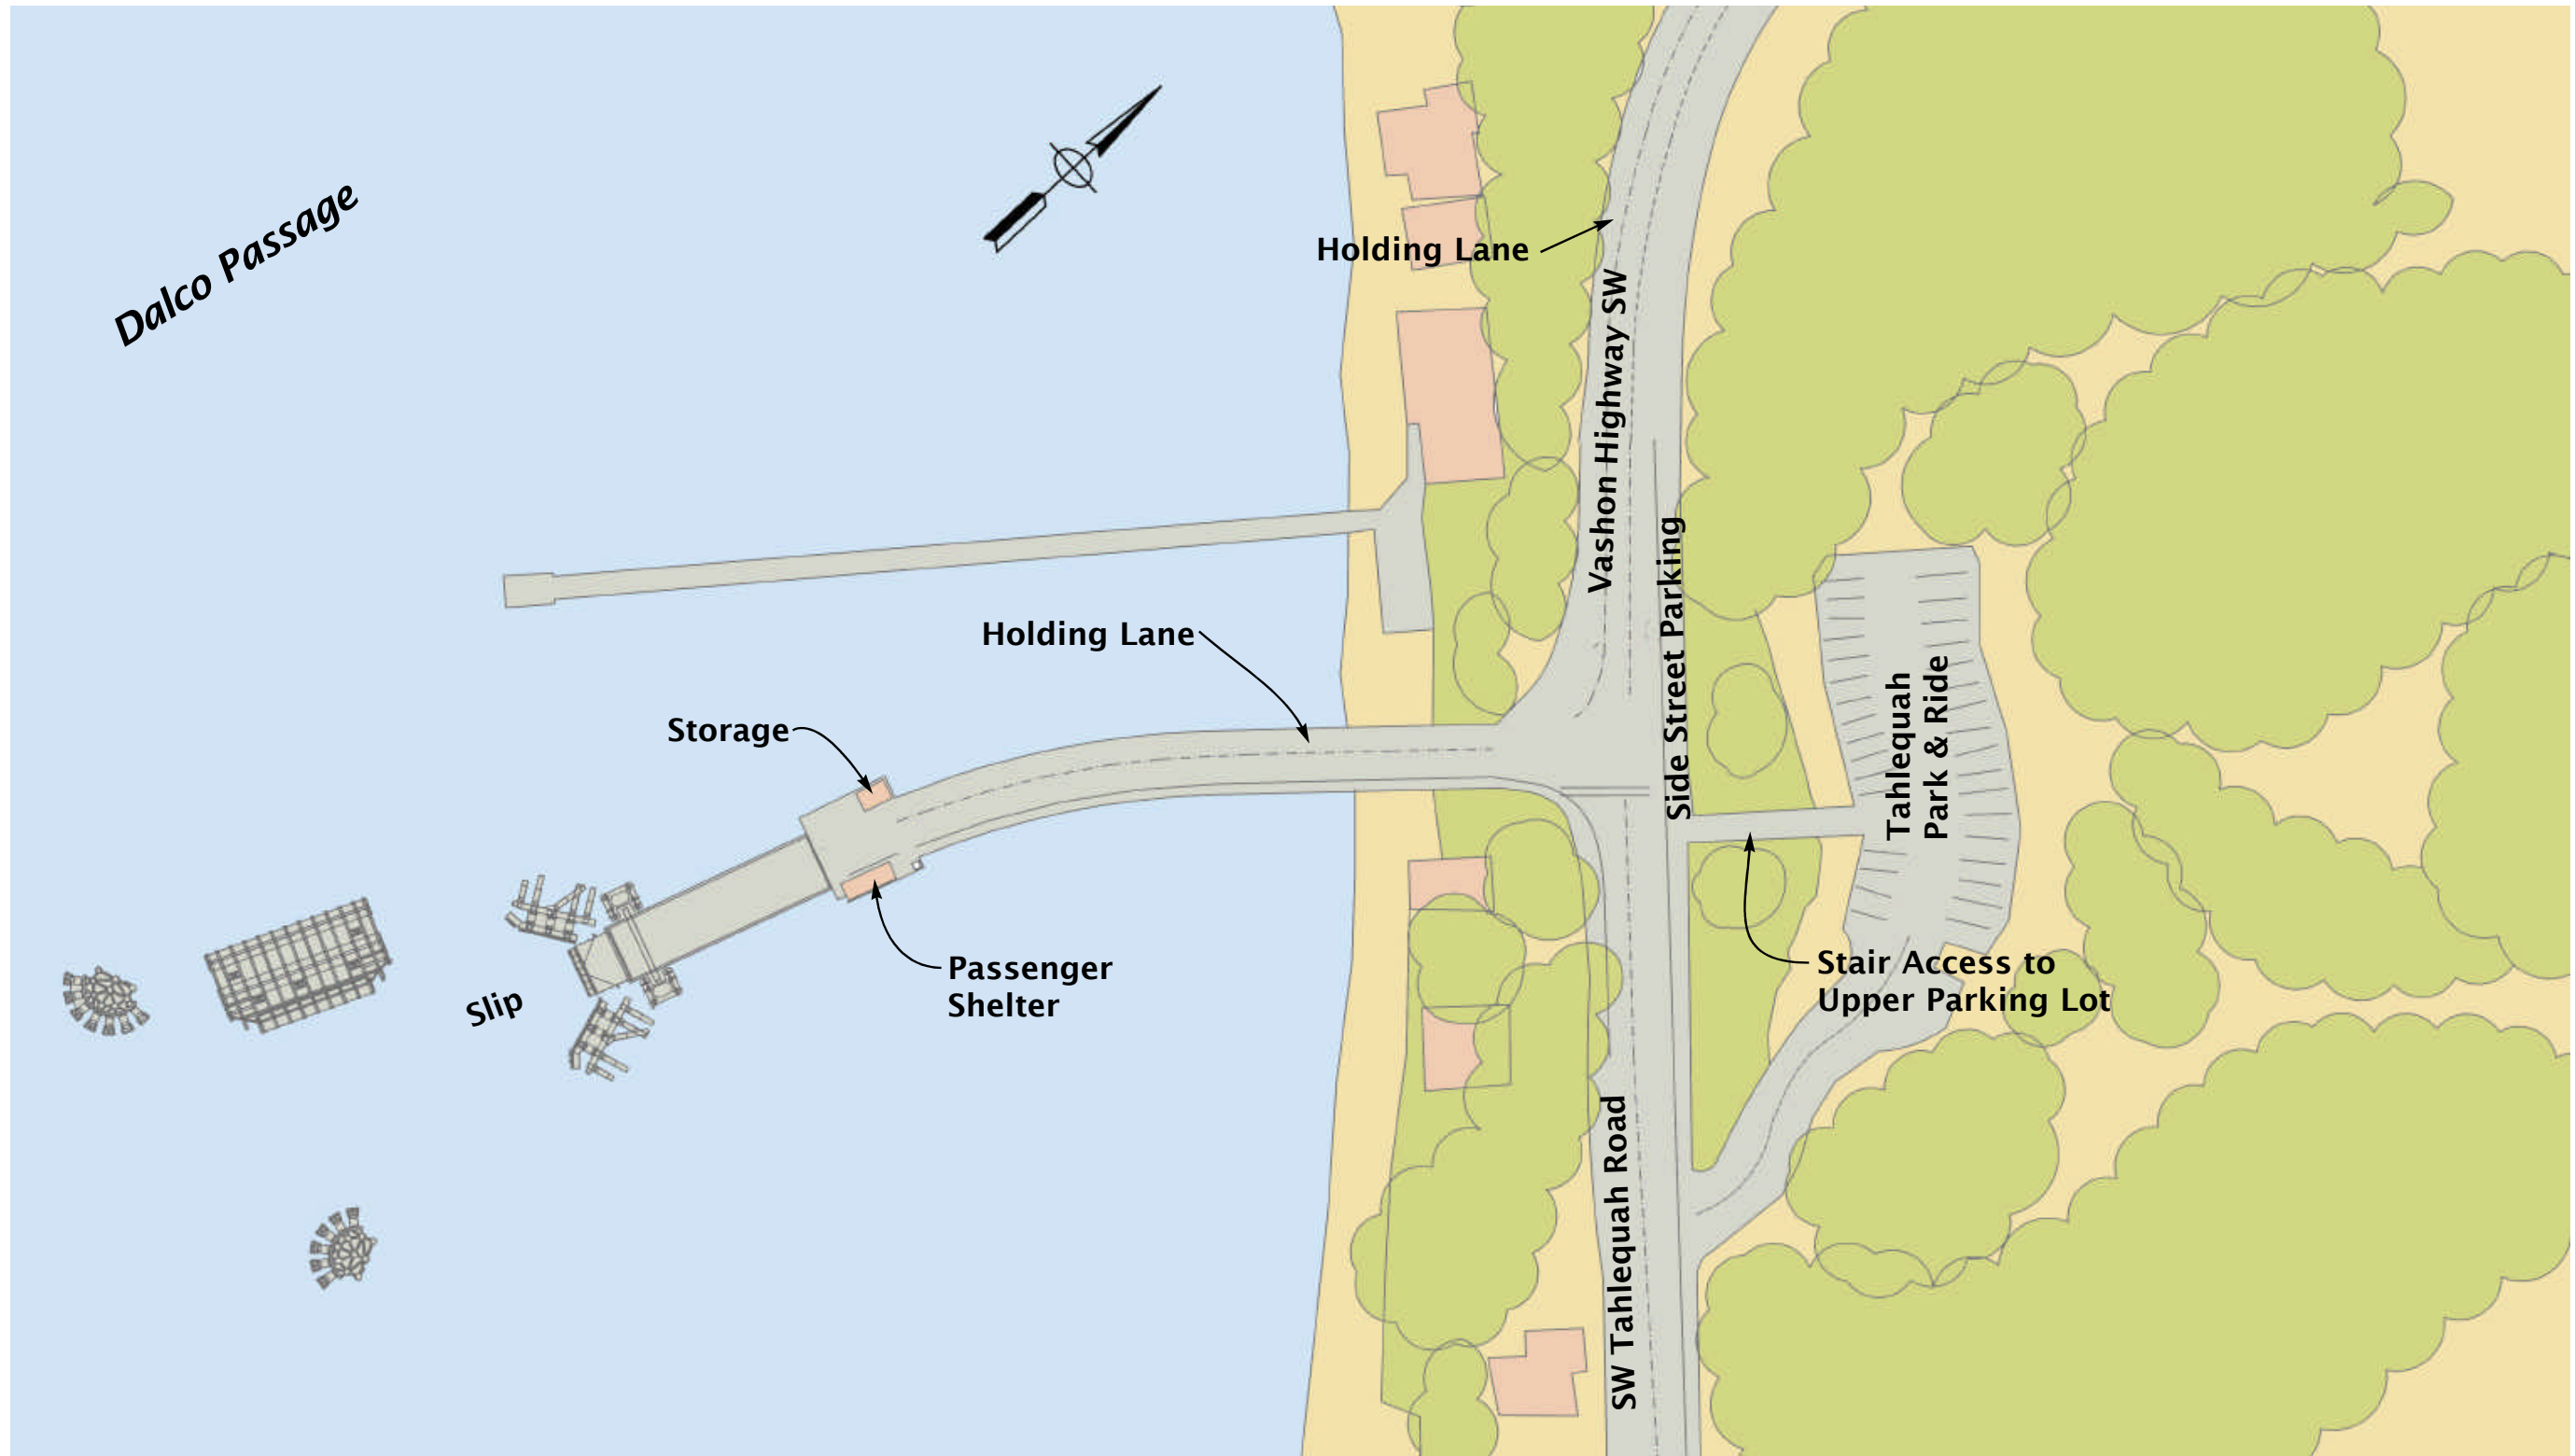 Dalco Passage
Holding Lane
Vashon Highway SW
Side Street Parking
Holding Lane
Storage
Tahlequah
Park & Ride
Passenger
Shelter
Slip
Stair Access to
Upper Parking Lot
SW Tahlequah Road